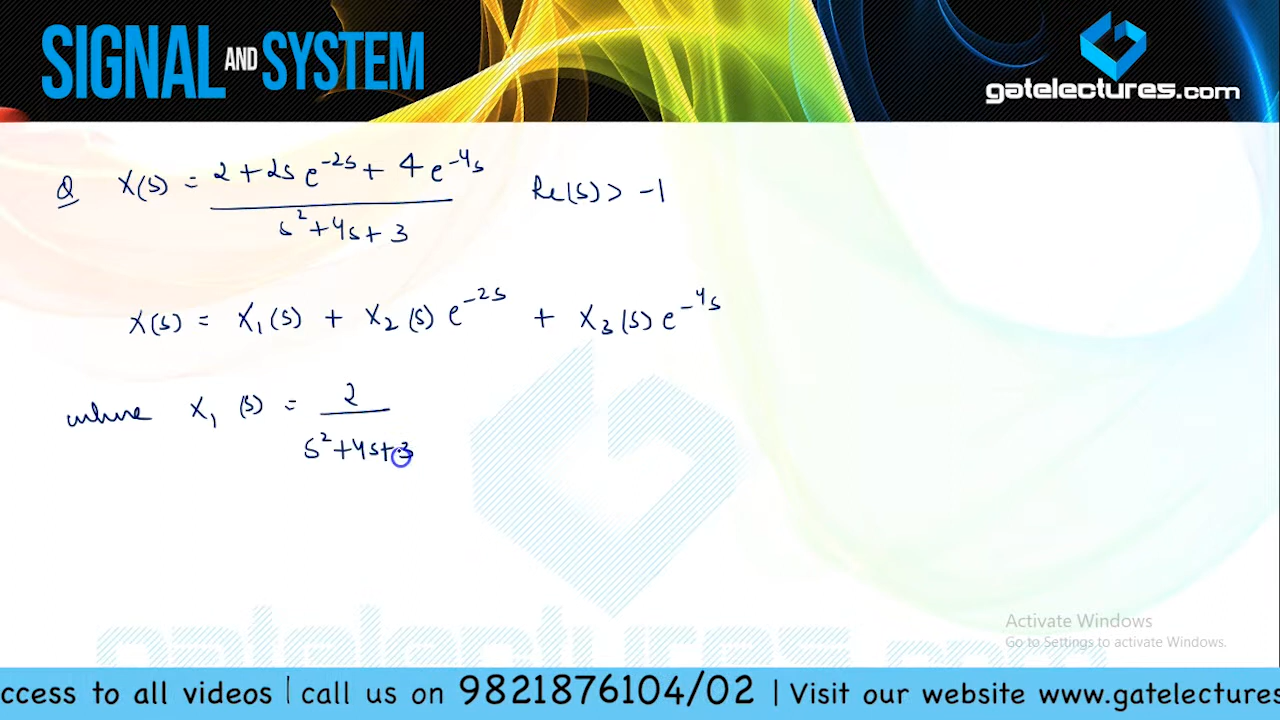 SIGNAL AND SYSTEM
gatelectures.com
Q X(s) = 2 + 2s e^-2s + 4 e^-4s Re(s) > -1
s^2 + 4s + 3
X(s) = X1(s) + X2(s) e^-2s + X3(s) e^-4s
where X1(s) = 2
s^2 + 4s + 3
gatelectures.com
Activate Windows
Go to Settings to activate Windows.
ccess to all videos | call us on 9821876104/02 | Visit our website www.gatelectures